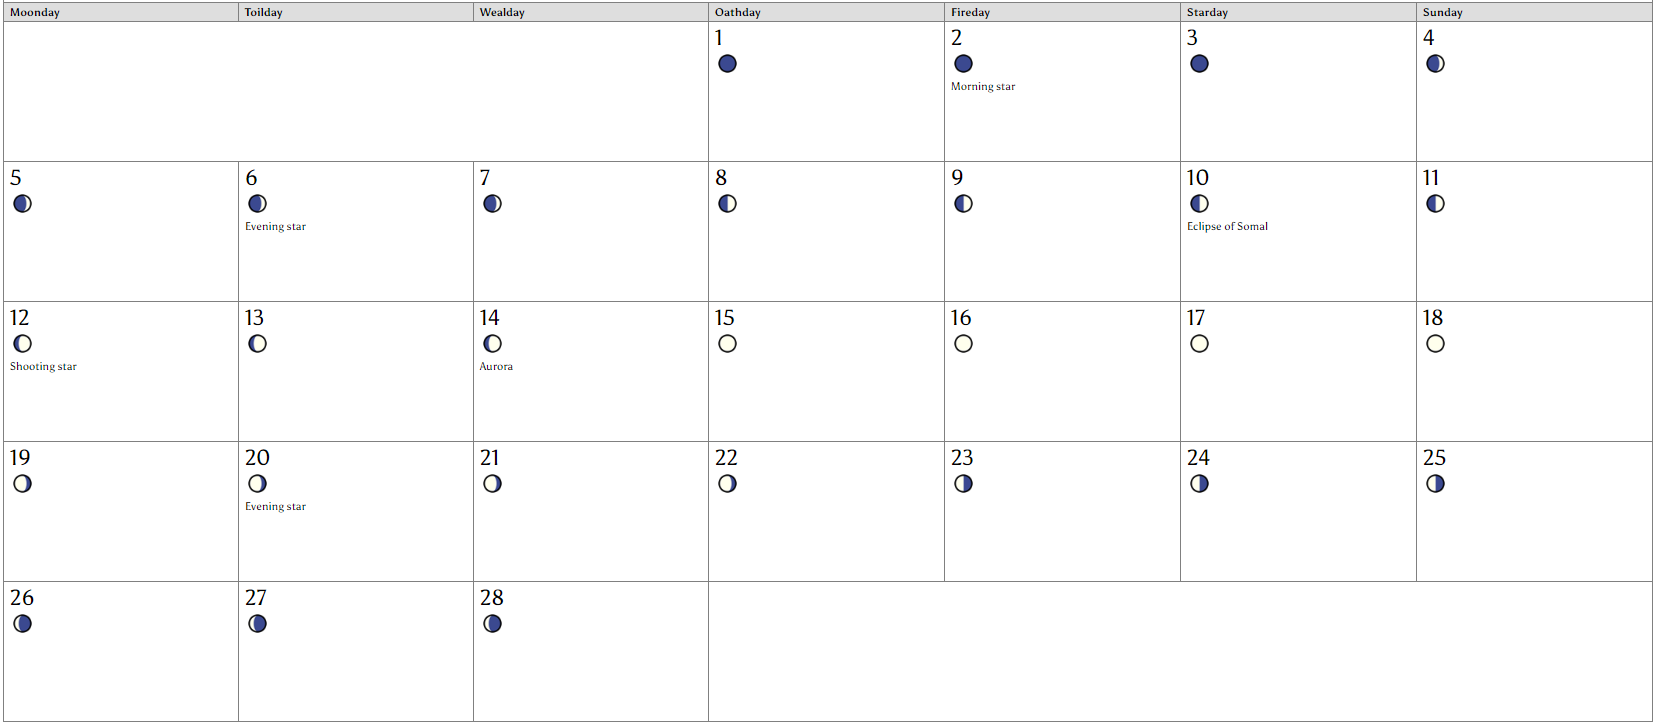 Moonday Toilday Wealday Oathday Fireday Starday Sunday
1 2 3 4
Morning star
5 6 7 8 9 10 11
Evening star Eclipse of Somal
12 13 14 15 16 17 18
Shooting star Aurora
19 20 21 22 23 24 25
Evening star
26 27 28